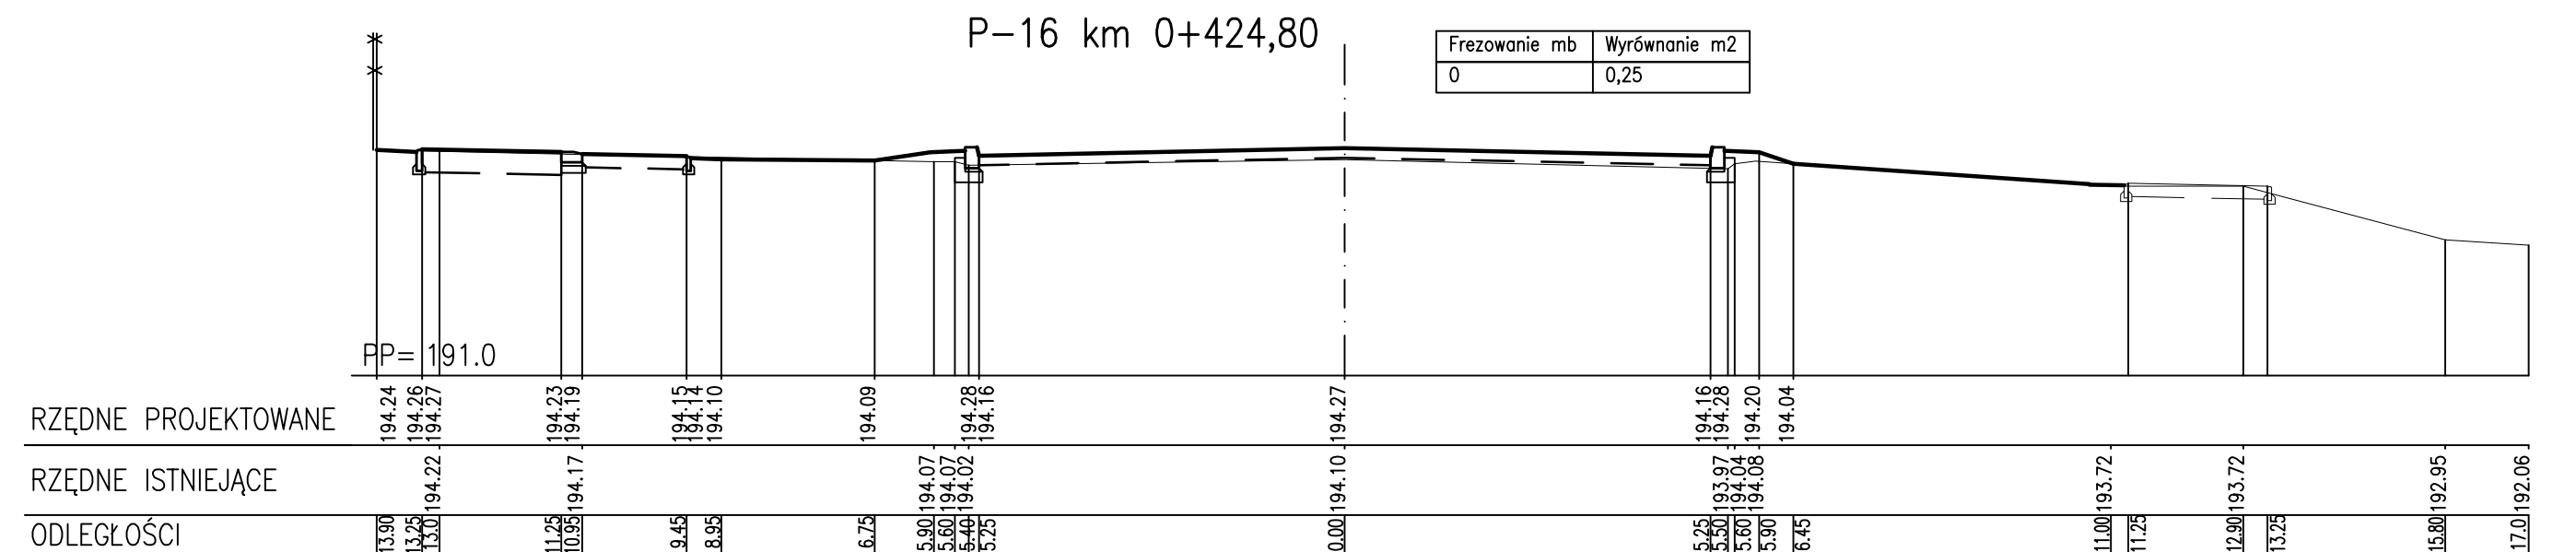 P-16 km 0+424,80
Frezowanie mb Wyrównanie m2
0 0,25
PP= 191.0
RZĘDNE PROJEKTOWANE 194.24 194.26 194.27 194.23 194.19 194.15 194.14 194.10 194.09 194.28 194.16 194.27 194.16 194.28 194.20 194.04
RZĘDNE ISTNIEJĄCE 194.22 194.17 194.07 194.07 194.02 194.10 193.97 194.04 194.08 193.72 193.72 192.95 192.06
ODLEGŁOŚCI 13.90 13.25 13.0 11.25 10.95 9.45 8.95 6.75 5.90 5.60 5.40 5.25 0.00 5.25 5.50 5.60 5.90 6.45 11.00 11.25 12.90 13.25 15.80 17.0